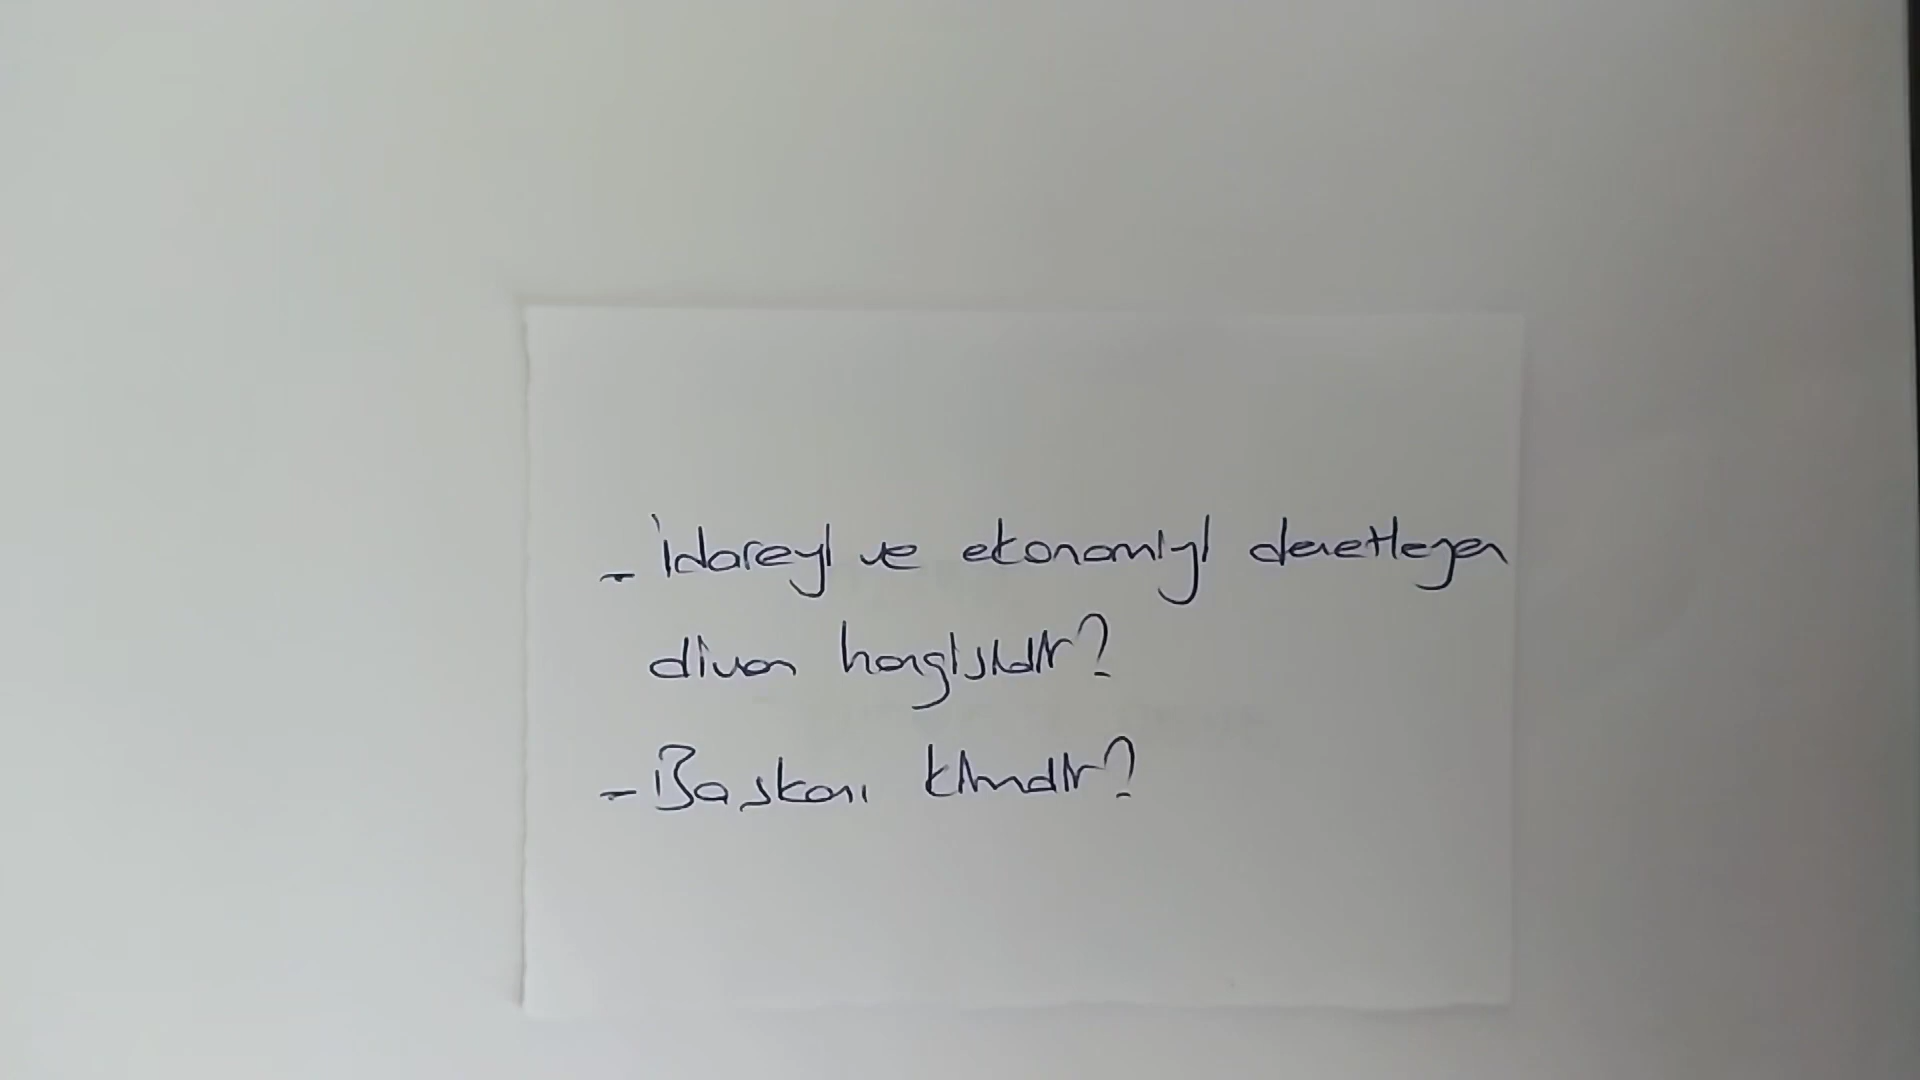 - İdareyi ve ekonomiyi denetleyen
divan hangisidir?
- Başkanı kimdir?